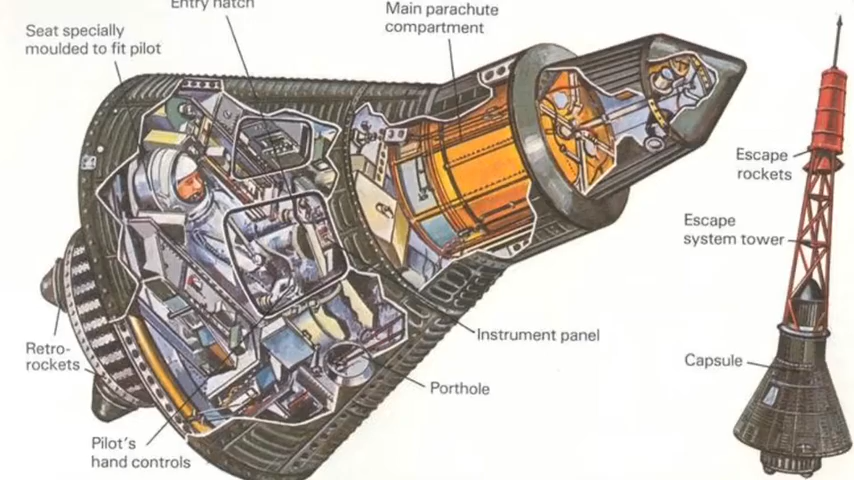 Entry hatch
Main parachute
compartment
Seat specially
moulded to fit pilot
Escape
rockets
Escape
system tower
Instrument panel
Retro-
rockets
Capsule
Porthole
Pilot's
hand controls